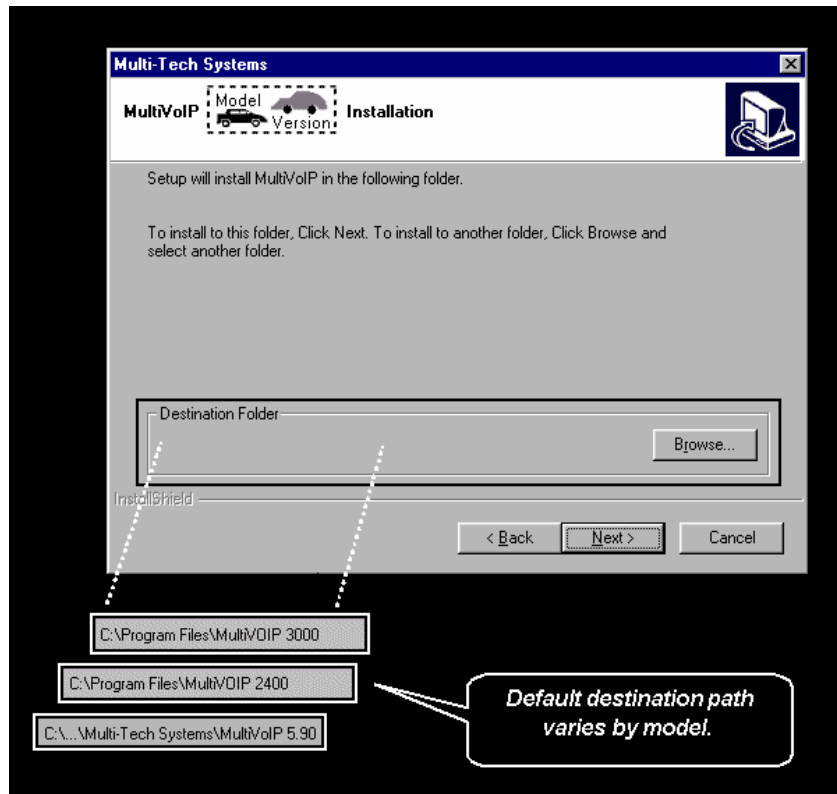 Multi-Tech Systems
MultiVoIP Model Version Installation
Setup will install MultiVoIP in the following folder.
To install to this folder, Click Next. To install to another folder, Click Browse and
select another folder.
Destination Folder
Browse...
InstallShield
< Back Next > Cancel
C:\Program Files\MultiVOIP 3000
C:\Program Files\MultiVOIP 2400
C:\...\Multi-Tech Systems\MultiVoIP 5.90
Default destination path
varies by model.